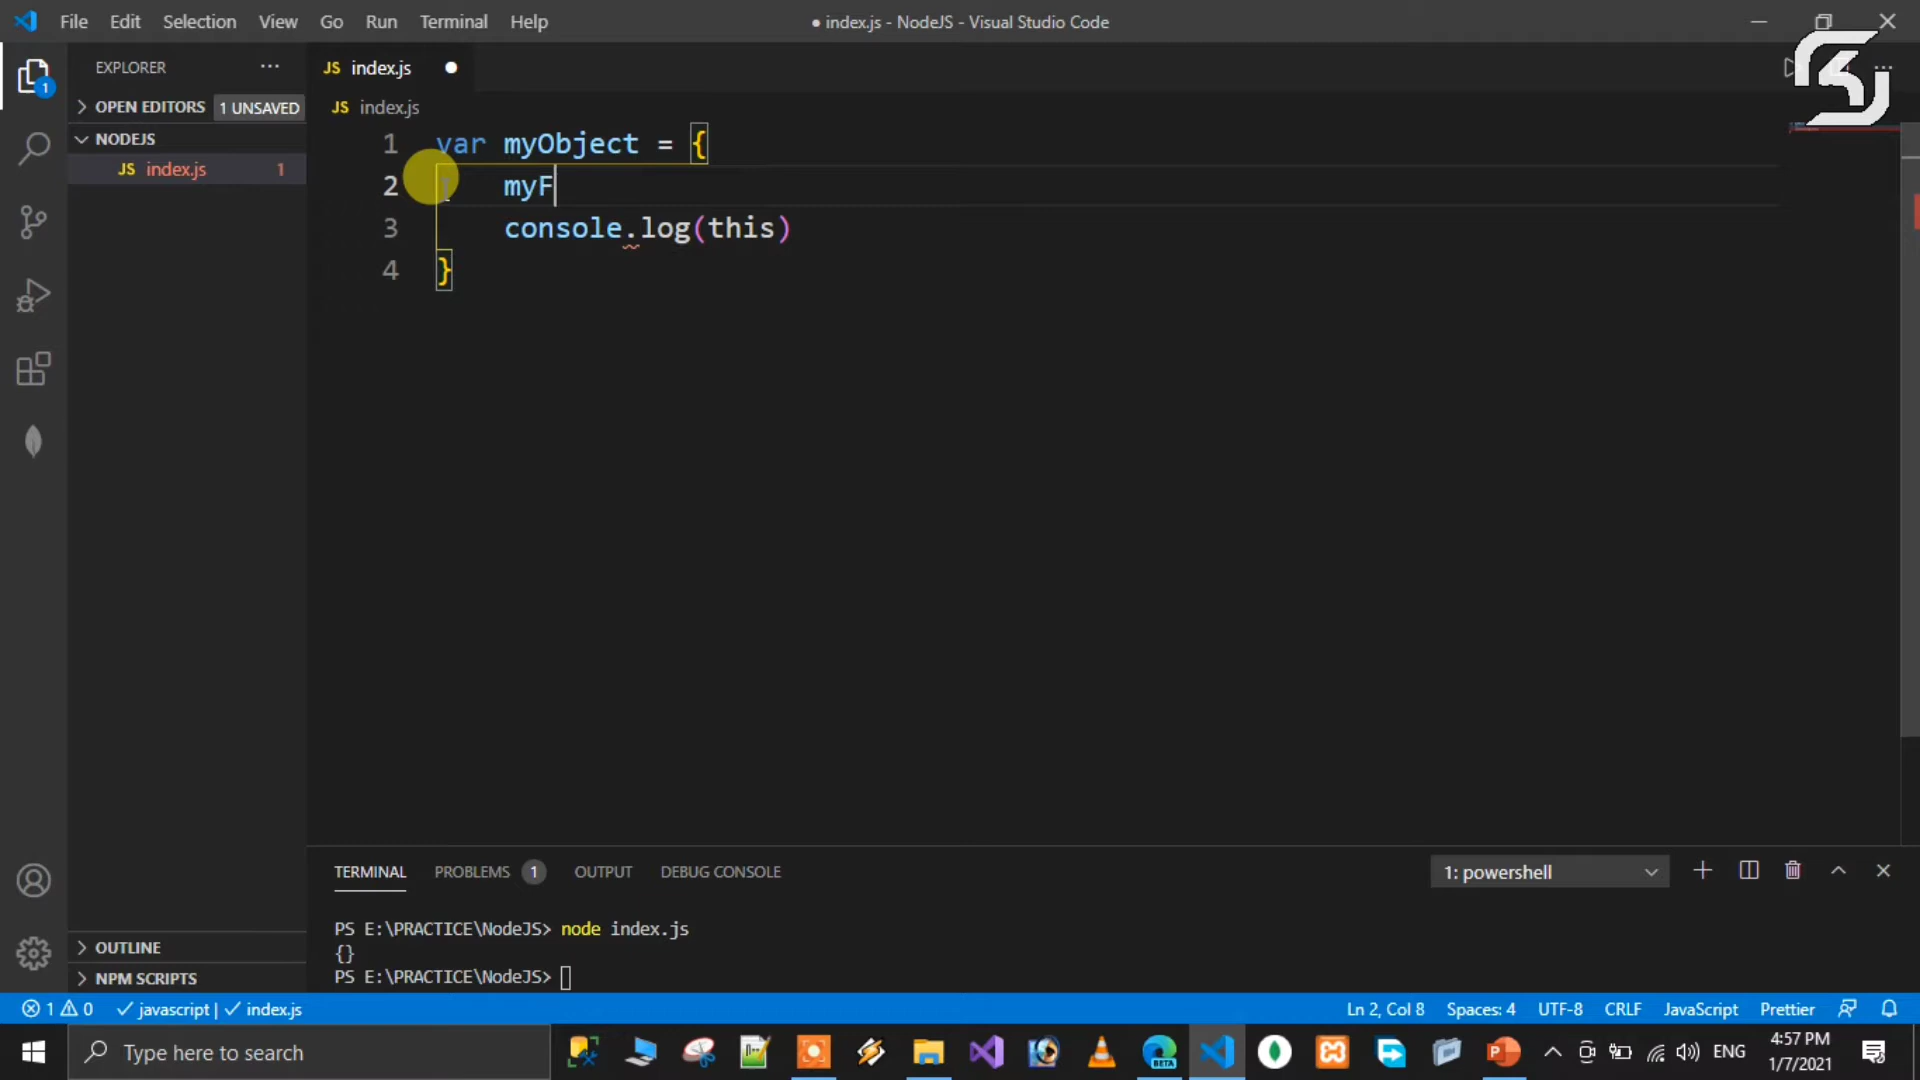 File Edit Selection View Go Run Terminal Help
● index.js - NodeJS - Visual Studio Code
EXPLORER
OPEN EDITORS 1 UNSAVED
NODEJS
JS index.js 1
OUTLINE
NPM SCRIPTS
JS index.js
JS index.js
1 var myObject = {
2 myF
3 console.log(this)
4 }
TERMINAL PROBLEMS 1 OUTPUT DEBUG CONSOLE
1: powershell
PS E:\PRACTICE\NodeJS> node index.js
{}
PS E:\PRACTICE\NodeJS>
1 0 javascript | index.js
Ln 2, Col 8 Spaces: 4 UTF-8 CRLF JavaScript Prettier
Type here to search
BETA
ENG
4:57 PM
1/7/2021